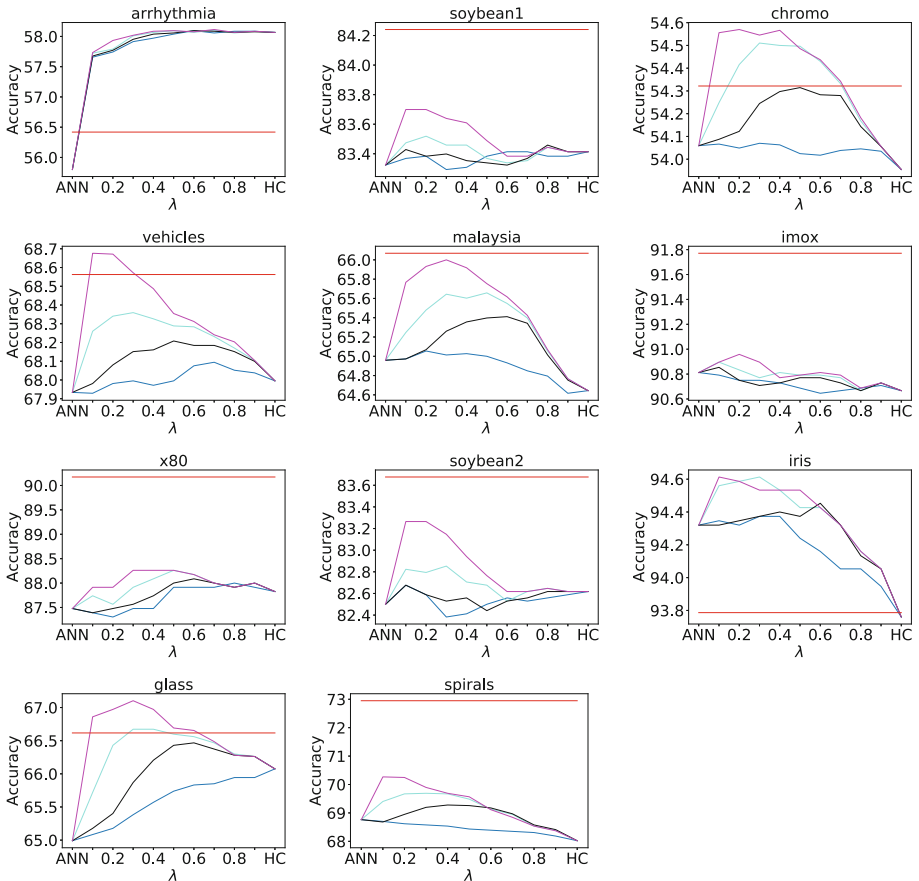 arrhythmia
58.0
57.5
57.0
56.5
56.0
Accuracy
ANN 0.2 0.4 0.6 0.8 HC
λ
soybean1
84.2
84.0
83.8
83.6
83.4
Accuracy
ANN 0.2 0.4 0.6 0.8 HC
λ
chromo
54.6
54.5
54.4
54.3
54.2
54.1
54.0
Accuracy
ANN 0.2 0.4 0.6 0.8 HC
λ
vehicles
68.7
68.6
68.5
68.4
68.3
68.2
68.1
68.0
67.9
Accuracy
ANN 0.2 0.4 0.6 0.8 HC
λ
malaysia
66.0
65.8
65.6
65.4
65.2
65.0
64.8
64.6
Accuracy
ANN 0.2 0.4 0.6 0.8 HC
λ
imox
91.8
91.6
91.4
91.2
91.0
90.8
90.6
Accuracy
ANN 0.2 0.4 0.6 0.8 HC
λ
x80
90.0
89.5
89.0
88.5
88.0
87.5
Accuracy
ANN 0.2 0.4 0.6 0.8 HC
λ
soybean2
83.6
83.4
83.2
83.0
82.8
82.6
82.4
Accuracy
ANN 0.2 0.4 0.6 0.8 HC
λ
iris
94.6
94.4
94.2
94.0
93.8
Accuracy
ANN 0.2 0.4 0.6 0.8 HC
λ
glass
67.0
66.5
66.0
65.5
65.0
Accuracy
ANN 0.2 0.4 0.6 0.8 HC
λ
spirals
73
72
71
70
69
68
Accuracy
ANN 0.2 0.4 0.6 0.8 HC
λ